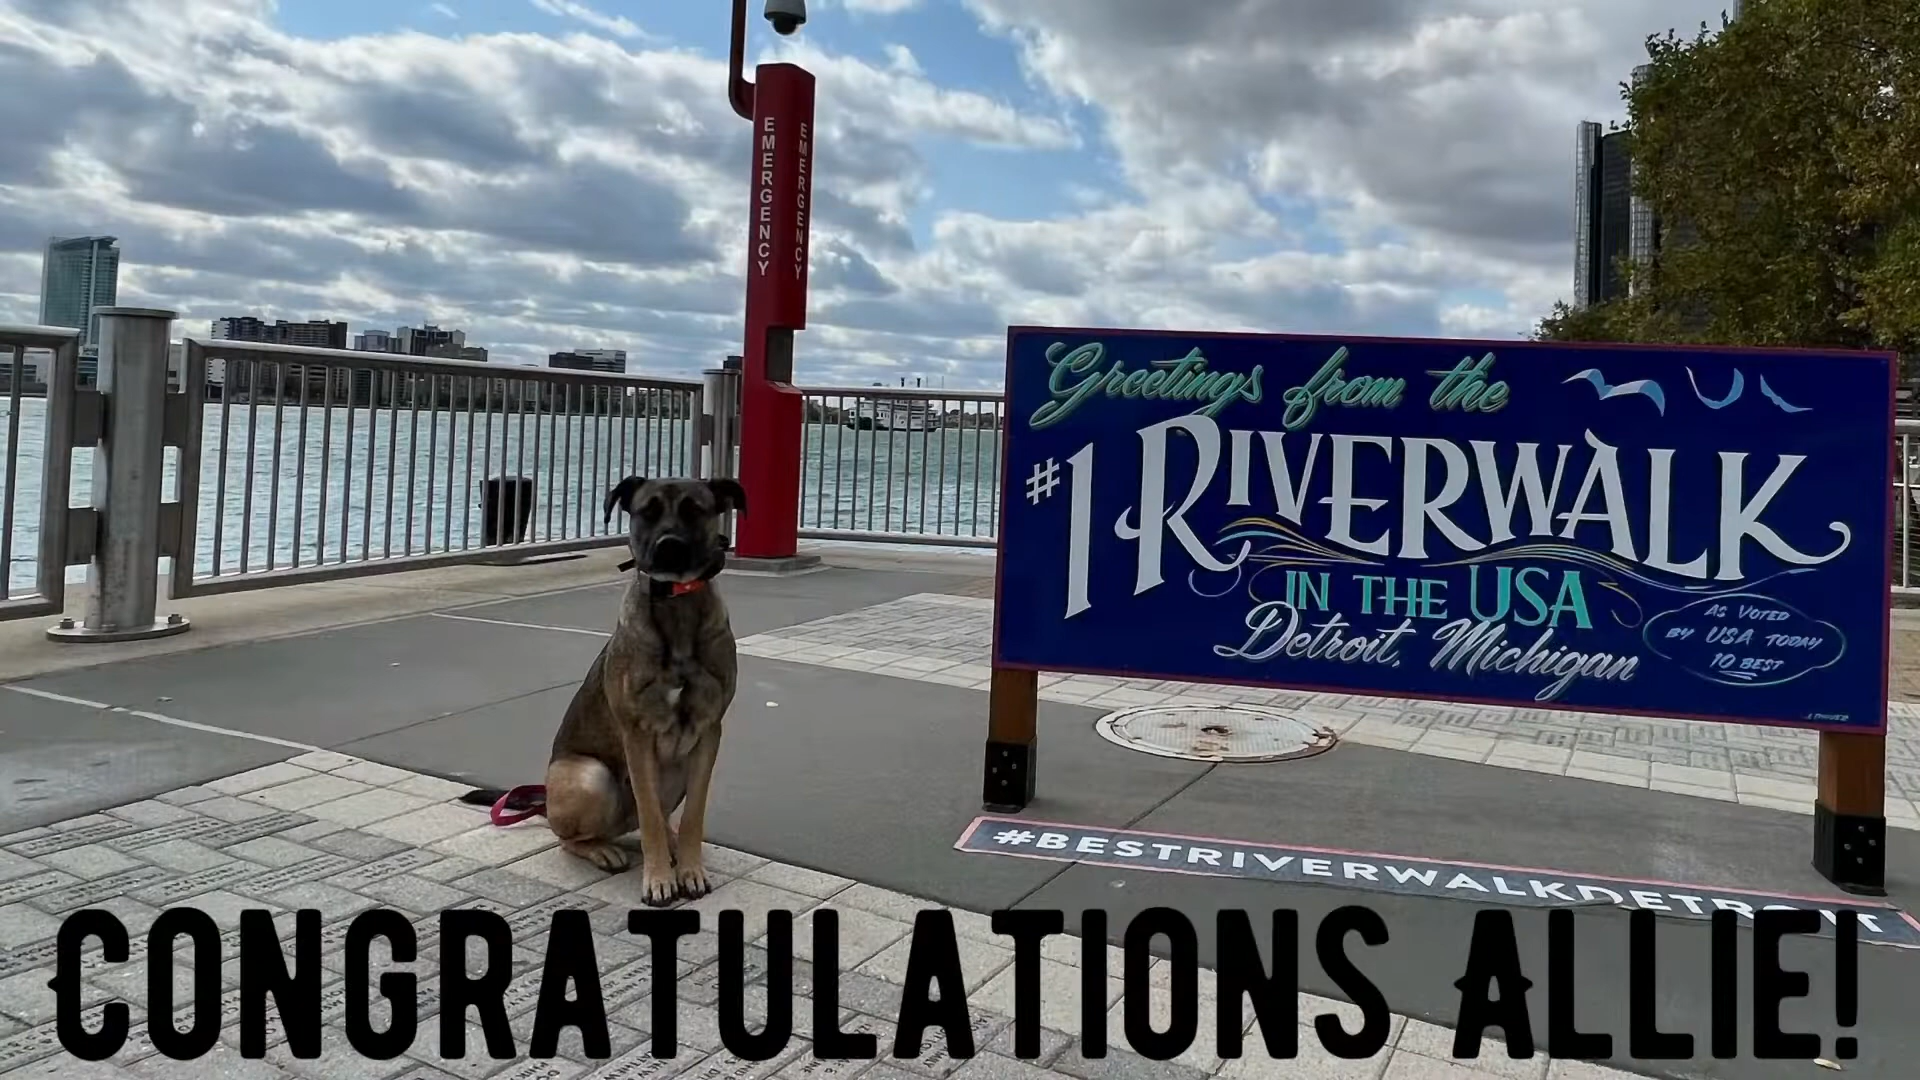 EMERGENCY
EMERGENCY
Greetings from the
#1 RIVERWALK
IN THE USA
Detroit, Michigan
AS VOTED
BY USA TODAY
10 BEST
#BESTRIVERWALKDETROIT
CONGRATULATIONS ALLIE!